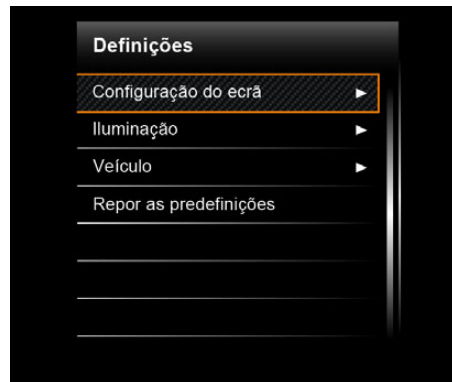 Definições
Configuração do ecrã
Iluminação
Veículo
Repor as predefinições